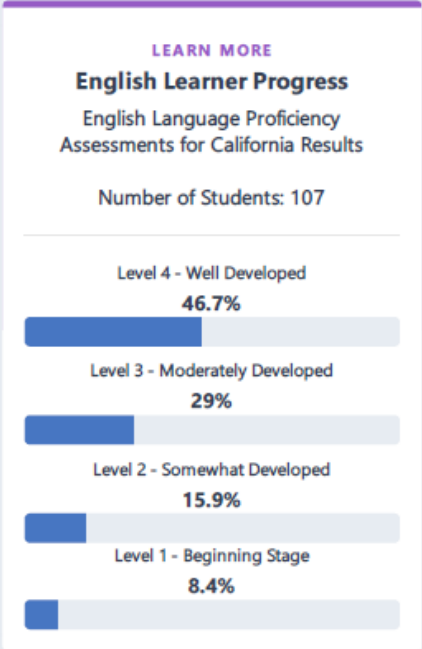 LEARN MORE
English Learner Progress
English Language Proficiency
Assessments for California Results
Number of Students: 107
Level 4 - Well Developed
46.7%
Level 3 - Moderately Developed
29%
Level 2 - Somewhat Developed
15.9%
Level 1 - Beginning Stage
8.4%